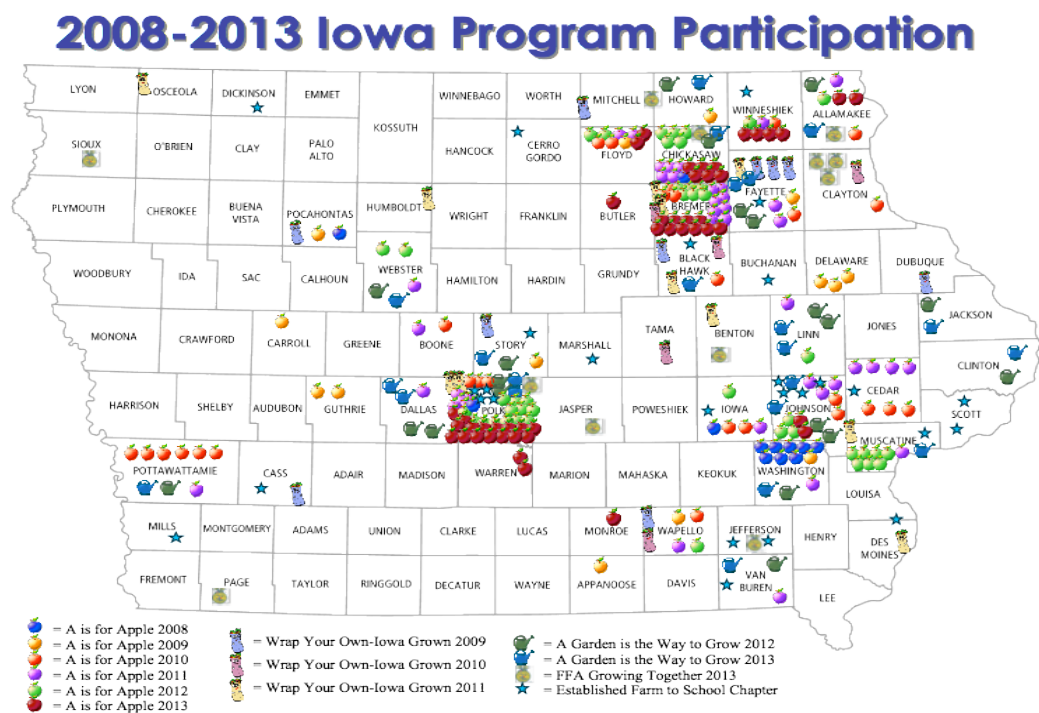 2008-2013 Iowa Program Participation
LYON
OSCEOLA
DICKINSON
EMMET
WINNEBAGO
WORTH
MITCHELL
HOWARD
WINNESHIEK
ALLAMAKEE
KOSSUTH
SIOUX
O'BRIEN
CLAY
PALO
ALTO
HANCOCK
CERRO
GORDO
FLOYD
CHICKASAW
PLYMOUTH
CHEROKEE
BUENA
VISTA
POCAHONTAS
HUMBOLDT
WRIGHT
FRANKLIN
BUTLER
BREMER
FAYETTE
CLAYTON
WOODBURY
IDA
SAC
CALHOUN
WEBSTER
HAMILTON
HARDIN
GRUNDY
BLACK
HAWK
BUCHANAN
DELAWARE
DUBUQUE
MONONA
CRAWFORD
CARROLL
GREENE
BOONE
STORY
MARSHALL
TAMA
BENTON
LINN
JONES
JACKSON
CLINTON
HARRISON
SHELBY
AUDUBON
GUTHRIE
DALLAS
POLK
JASPER
POWESHIEK
IOWA
JOHNSON
CEDAR
SCOTT
MUSCATINE
POTTAWATTAMIE
CASS
ADAIR
MADISON
WARREN
MARION
MAHASKA
KEOKUK
WASHINGTON
LOUISA
MILLS
MONTGOMERY
ADAMS
UNION
CLARKE
LUCAS
MONROE
WAPELLO
JEFFERSON
HENRY
DES
MOINES
FREMONT
PAGE
TAYLOR
RINGGOLD
DECATUR
WAYNE
APPANOOSE
DAVIS
VAN
BUREN
LEE
= A is for Apple 2008
= A is for Apple 2009
= A is for Apple 2010
= A is for Apple 2011
= A is for Apple 2012
= A is for Apple 2013
= Wrap Your Own-Iowa Grown 2009
= Wrap Your Own-Iowa Grown 2010
= Wrap Your Own-Iowa Grown 2011
= A Garden is the Way to Grow 2012
= A Garden is the Way to Grow 2013
= FFA Growing Together 2013
= Established Farm to School Chapter